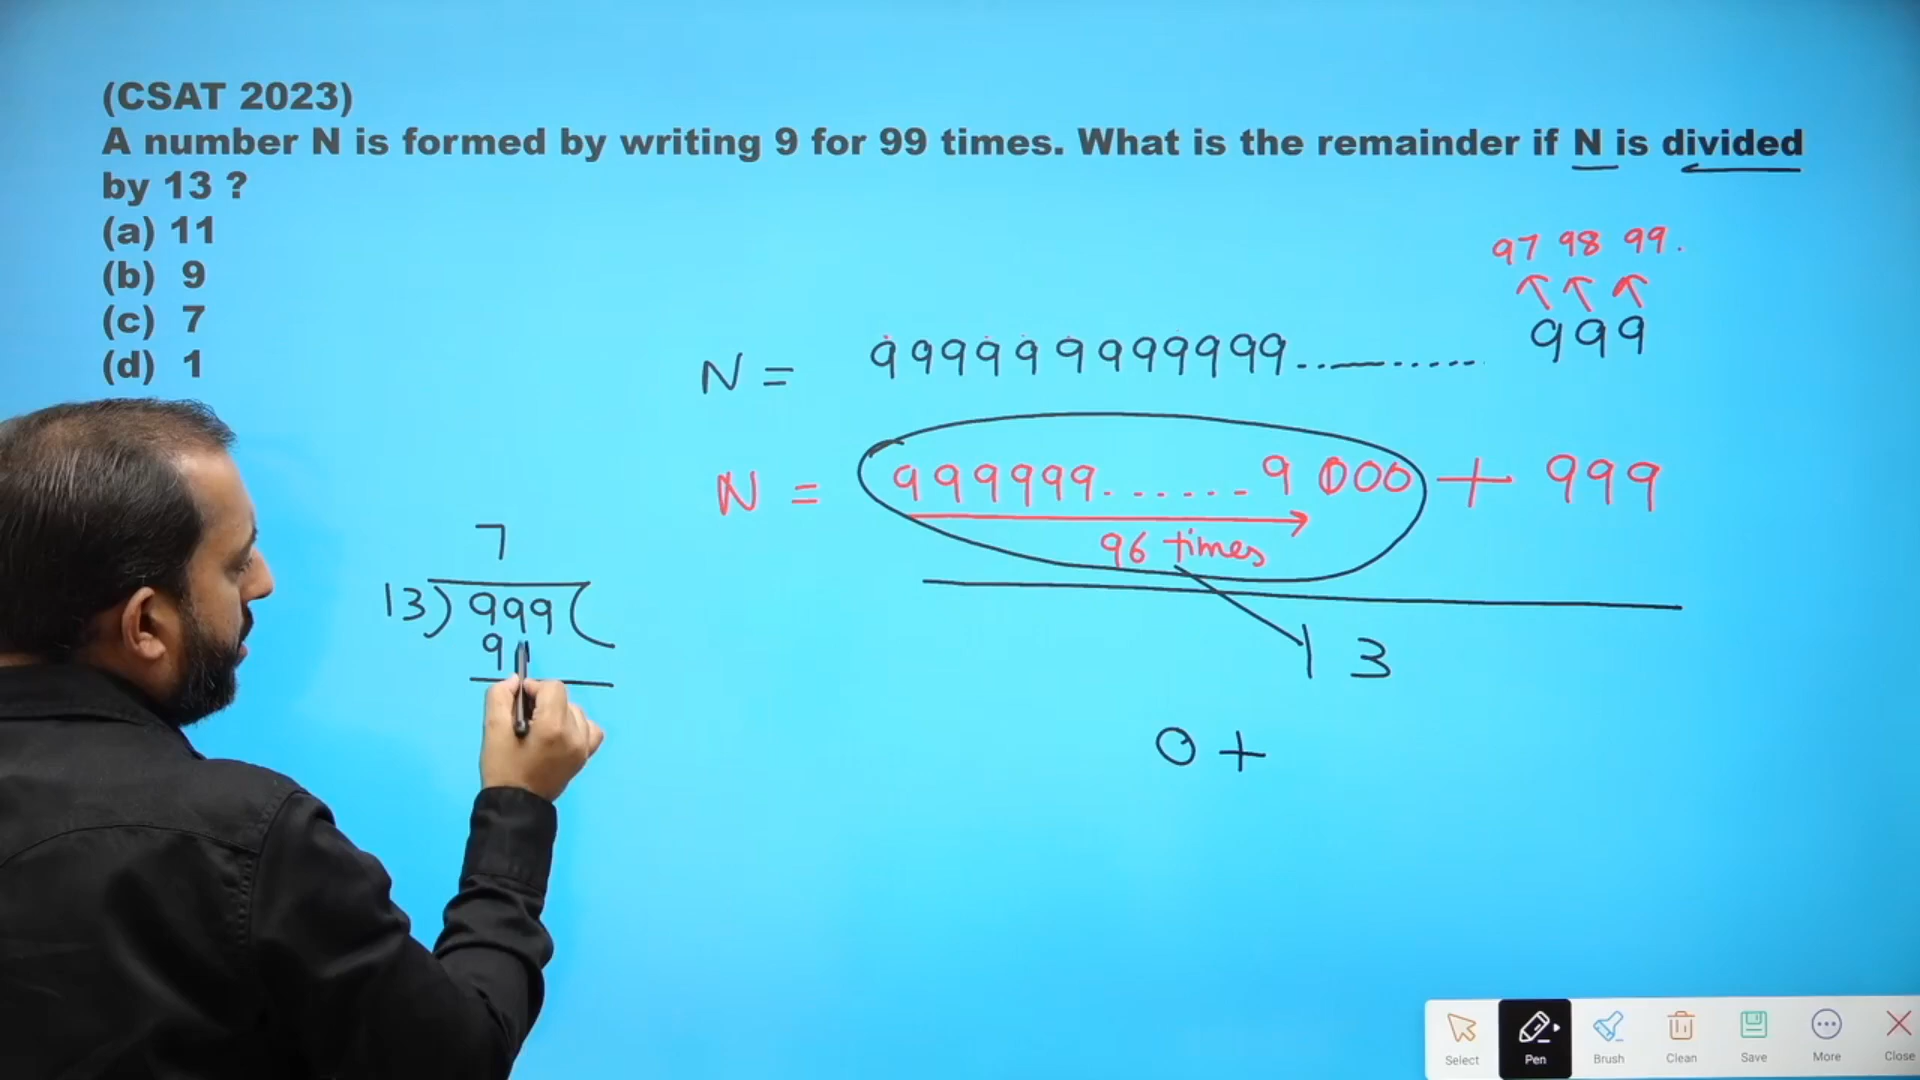 (CSAT 2023)
A number N is formed by writing 9 for 99 times. What is the remainder if N is divided
by 13 ?
(a) 11
(b) 9
(c) 7
(d) 1
97 98 99.
N = 999999999999........... 999
N = 999999......9 000 + 999
96 times
13
0 +
7
13) 999 (
91
Select
Pen
Brush
Clean
Save
More
Close